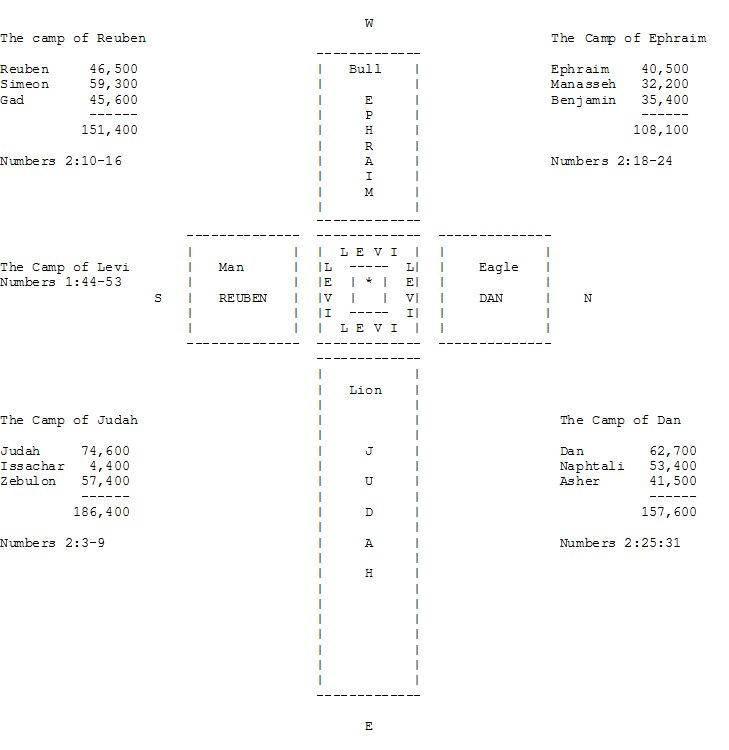 W
The camp of Reuben
Reuben 46,500
Simeon 59,300
Gad 45,600
151,400
Numbers 2:10-16
Bull
EPHRAIM
The Camp of Ephraim
Ephraim 40,500
Manasseh 32,200
Benjamin 35,400
108,100
Numbers 2:18-24
The Camp of Levi
Numbers 1:44-53
S
Man
REUBEN
L E V I
LEVI
*
LEVI
L E V I
Eagle
DAN
N
The Camp of Judah
Judah 74,600
Issachar 4,400
Zebulon 57,400
186,400
Numbers 2:3-9
Lion
JUDAH
The Camp of Dan
Dan 62,700
Naphtali 53,400
Asher 41,500
157,600
Numbers 2:25:31
E